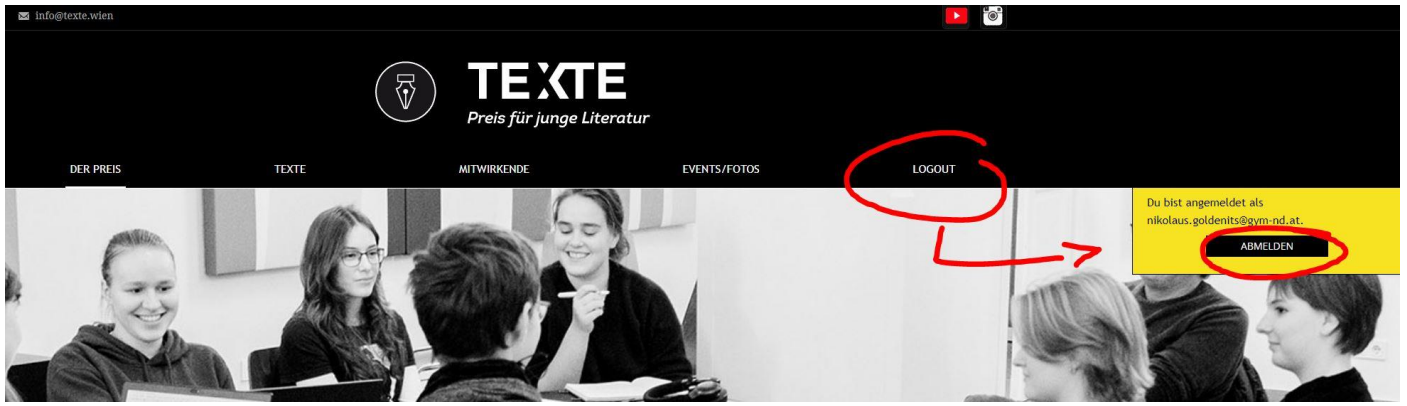 info@texte.wien
TEXTE
Preis für junge Literatur
DER PREIS
TEXTE
MITWIRKENDE
EVENTS/FOTOS
LOGOUT
Du bist angemeldet als
nikolaus.goldenits@gym-nd.at.
ABMELDEN